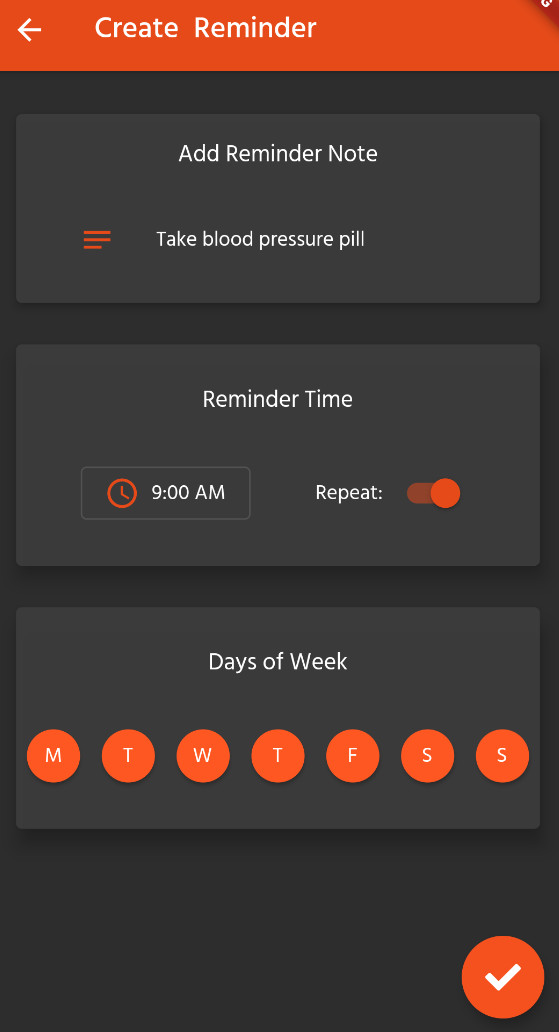 Create Reminder
Add Reminder Note
Take blood pressure pill
Reminder Time
9:00 AM Repeat:
Days of Week
M T W T F S S